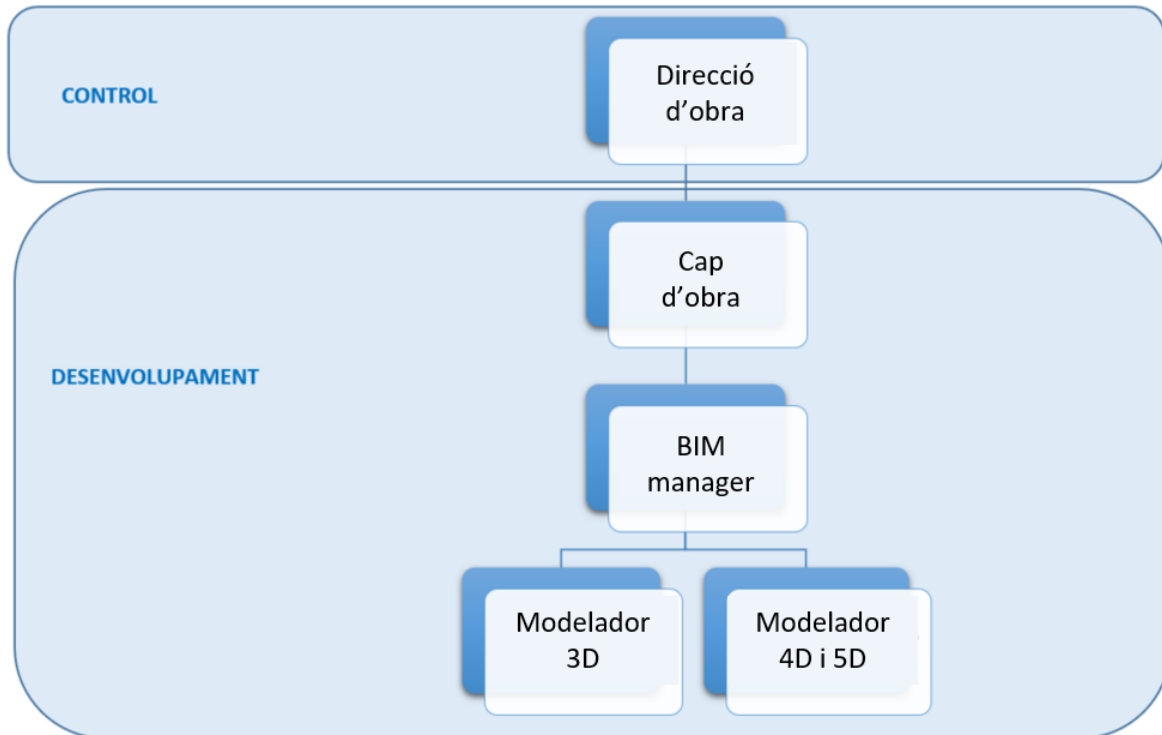 CONTROL
Direcció
d’obra
Cap
d’obra
DESENVOLUPAMENT
BIM
manager
Modelador
3D
Modelador
4D i 5D